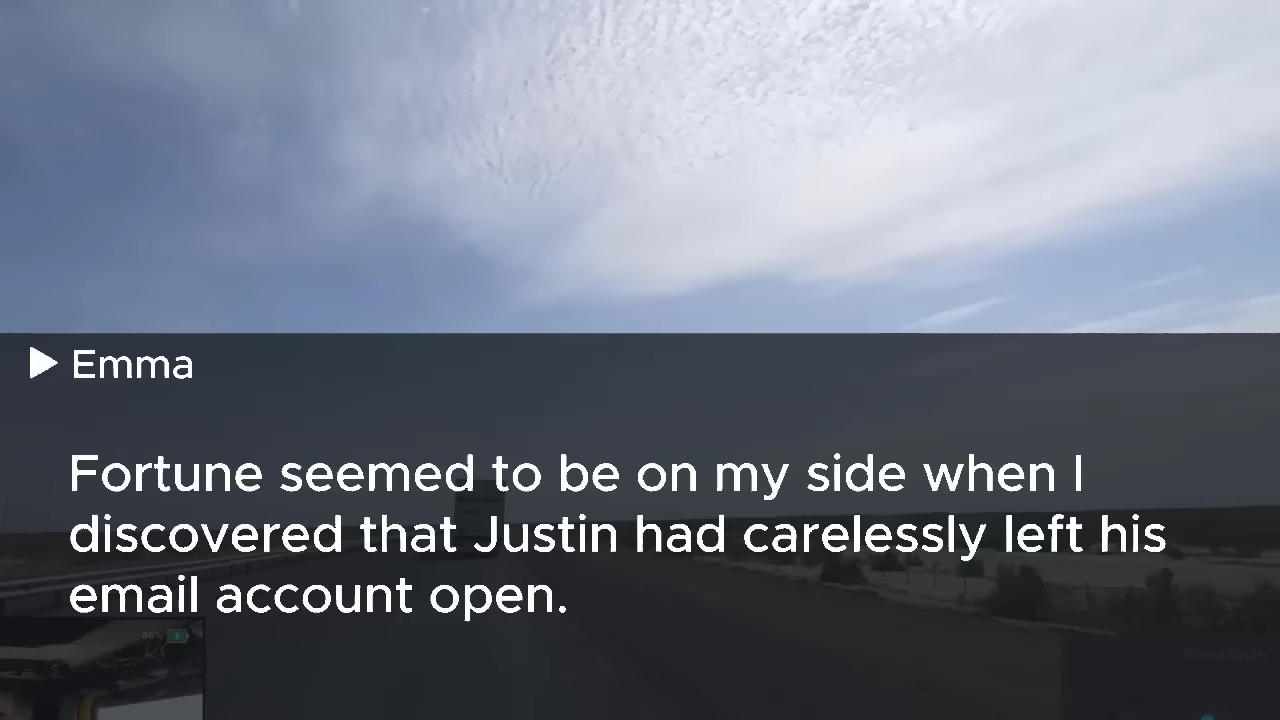 Emma
Fortune seemed to be on my side when I
discovered that Justin had carelessly left his
email account open.
86%